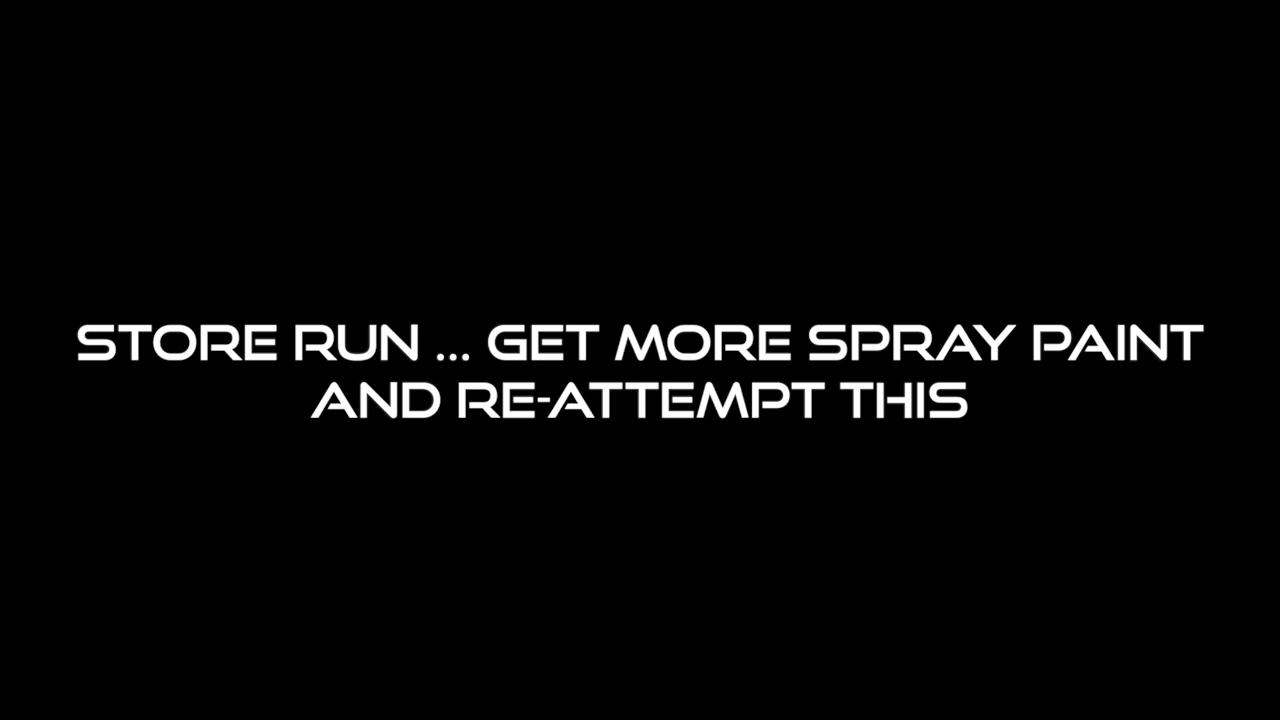 STORE RUN ... GET MORE SPRAY PAINT
AND RE-ATTEMPT THIS